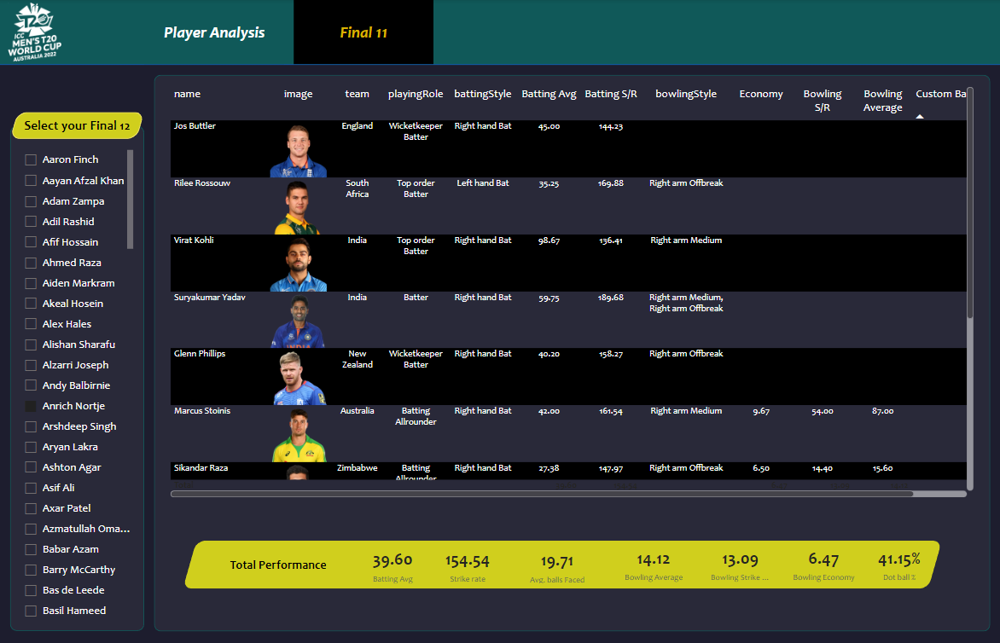 T20
ICC
MEN'S T20
WORLD CUP
AUSTRALIA 2022
Player Analysis
Final 11
Select your Final 12
Aaron Finch
Aayan Afzal Khan
Adam Zampa
Adil Rashid
Afif Hossain
Ahmed Raza
Aiden Markram
Akeal Hosein
Alex Hales
Alishan Sharafu
Alzarri Joseph
Andy Balbirnie
Anrich Nortje
Arshdeep Singh
Aryan Lakra
Ashton Agar
Asif Ali
Axar Patel
Azmatullah Oma...
Babar Azam
Barry McCarthy
Bas de Leede
Basil Hameed
name image team playingRole battingStyle Batting Avg Batting S/R bowlingStyle Economy Bowling S/R Bowling Average Custom Ba
Jos Buttler England Wicketkeeper Batter Right hand Bat 45.00 144.23
Rilee Rossouw South Africa Top order Batter Left hand Bat 35.25 169.88 Right arm Offbreak
Virat Kohli India Top order Batter Right hand Bat 98.67 136.41 Right arm Medium
Suryakumar Yadav India Batter Right hand Bat 59.75 189.68 Right arm Medium, Right arm Offbreak
Glenn Phillips New Zealand Wicketkeeper Batter Right hand Bat 40.20 158.27 Right arm Offbreak
Marcus Stoinis Australia Batting Allrounder Right hand Bat 42.00 161.54 Right arm Medium 9.67 54.00 87.00
Sikandar Raza Zimbabwe Batting Allrounder Right hand Bat 27.38 147.97 Right arm Offbreak 6.50 14.40 15.60
Total Performance
39.60 154.54 19.71 14.12 13.09 6.47 41.15%
Batting Avg Strike rate Avg. balls Faced Bowling Average Bowling Strike ... Bowling Economy Dot ball %